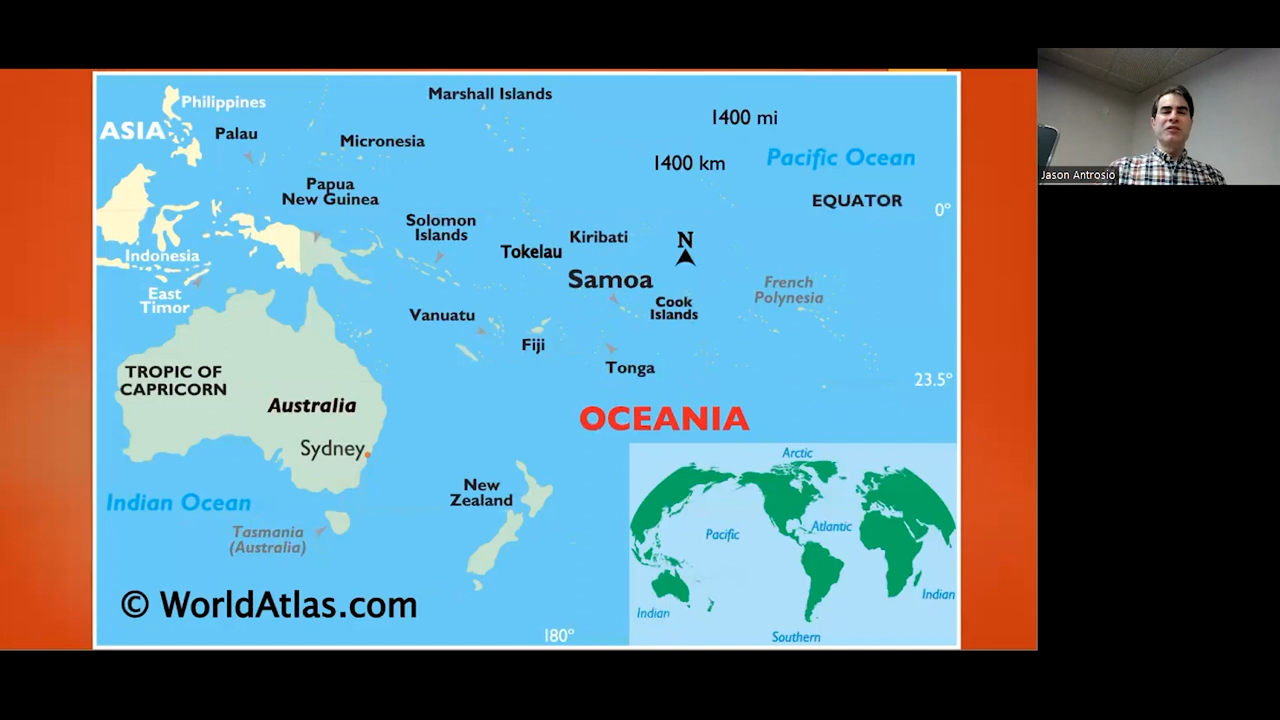 Philippines
ASIA
Palau
Marshall Islands
Micronesia
1400 mi
1400 km
Pacific Ocean
Papua
New Guinea
EQUATOR
0°
Solomon
Islands
Kiribati
N
Tokelau
Indonesia
Samoa
East
Timor
French
Polynesia
Cook
Islands
Vanuatu
Fiji
Tonga
TROPIC OF
CAPRICORN
23.5°
Australia
OCEANIA
Sydney
New
Zealand
Indian Ocean
Tasmania
(Australia)
© WorldAtlas.com
180°
Arctic
Pacific
Atlantic
Indian
Indian
Southern
Jason Antrosio